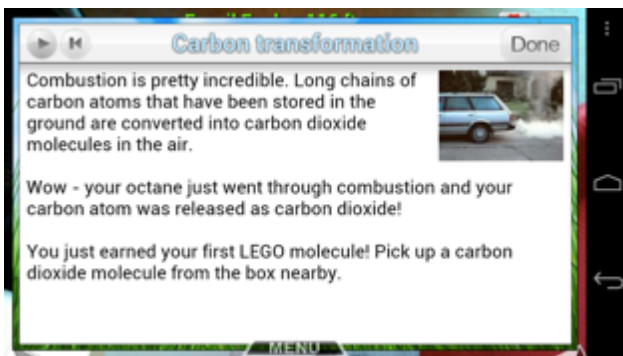 Carbon transformation
Done
Combustion is pretty incredible. Long chains of
carbon atoms that have been stored in the
ground are converted into carbon dioxide
molecules in the air.
Wow - your octane just went through combustion and your
carbon atom was released as carbon dioxide!
You just earned your first LEGO molecule! Pick up a carbon
dioxide molecule from the box nearby.
MENU